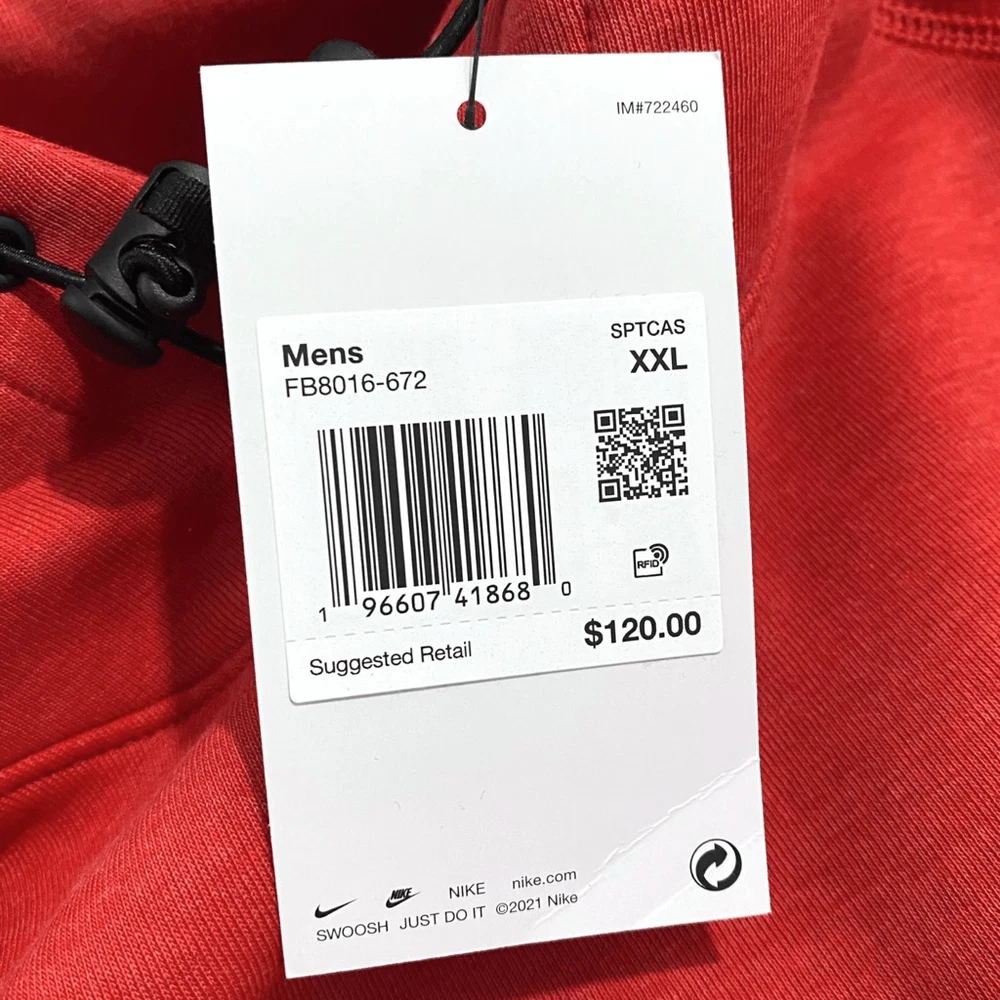 IM#722460
Mens
SPTCAS
FB8016-672
XXL
RFID
1 96607 41868 0
Suggested Retail
$120.00
NIKE NIKE nike.com
SWOOSH JUST DO IT ©2021 Nike